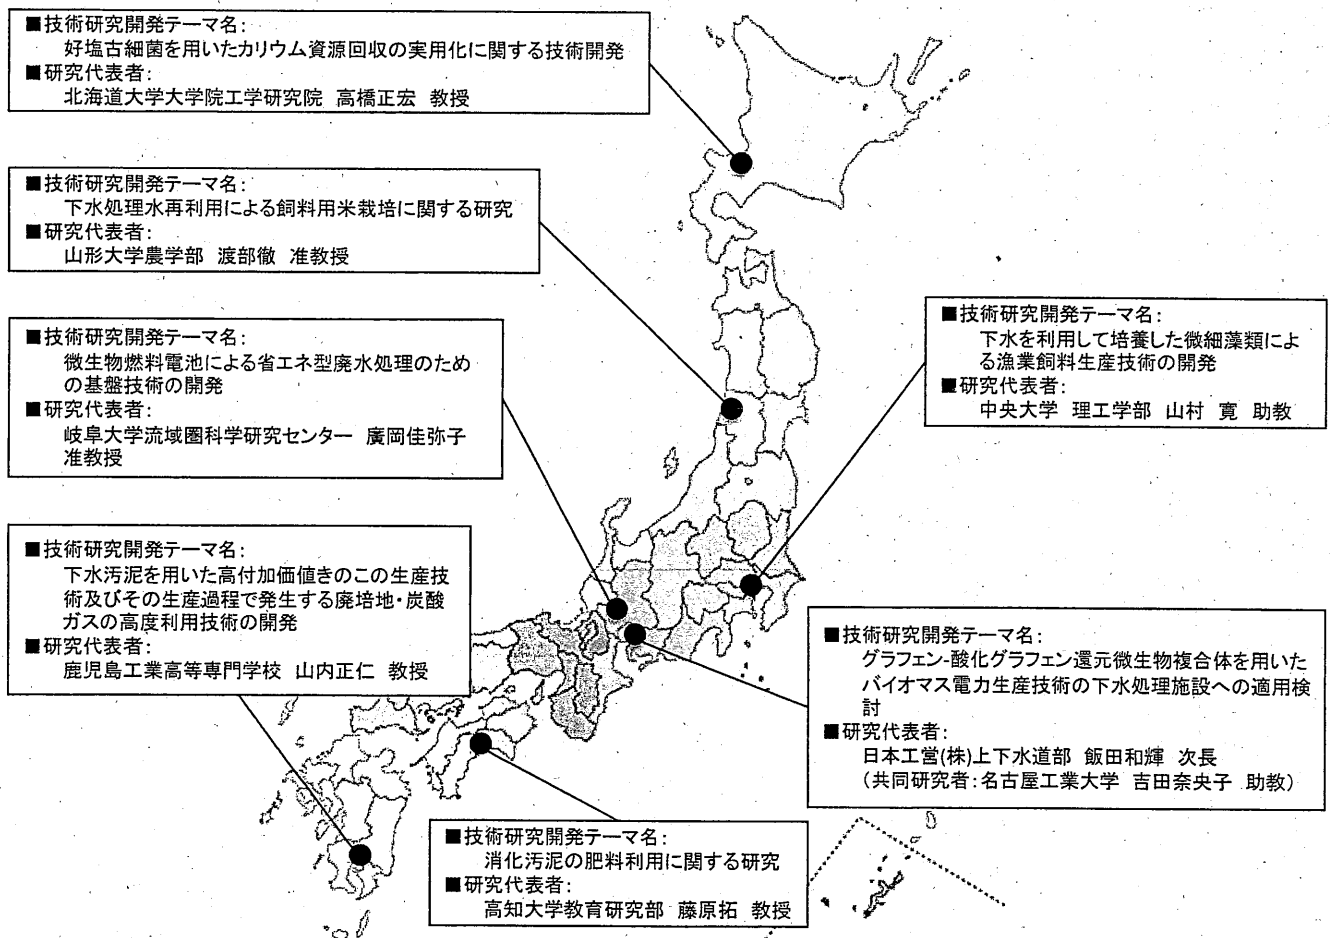 ■技術研究開発テーマ名:
好塩古細菌を用いたカリウム資源回収の実用化に関する技術開発
■研究代表者:
北海道大学大学院工学研究院 高橋正宏 教授
■技術研究開発テーマ名:
下水処理水再利用による飼料用米栽培に関する研究
■研究代表者:
山形大学農学部 渡部徹 准教授
■技術研究開発テーマ名:
微生物燃料電池による省エネ型廃水処理のため
の基盤技術の開発
■研究代表者:
岐阜大学流域圏科学研究センター 廣岡佳弥子
准教授
■技術研究開発テーマ名:
下水を利用して培養した微細藻類によ
る漁業飼料生産技術の開発
■研究代表者:
中央大学 理工学部 山村 寛 助教
■技術研究開発テーマ名:
下水汚泥を用いた高付加価値きのこの生産技
術及びその生産過程で発生する廃培地・炭酸
ガスの高度利用技術の開発
■研究代表者:
鹿児島工業高等専門学校 山内正仁 教授
■技術研究開発テーマ名:
グラフェン-酸化グラフェン還元微生物複合体を用いた
バイオマス電力生産技術の下水処理施設への適用検
討
■研究代表者:
日本工営(株)上下水道部 飯田和輝 次長
(共同研究者:名古屋工業大学 吉田奈央子 助教)
■技術研究開発テーマ名:
消化汚泥の肥料利用に関する研究
■研究代表者:
高知大学教育研究部 藤原拓 教授